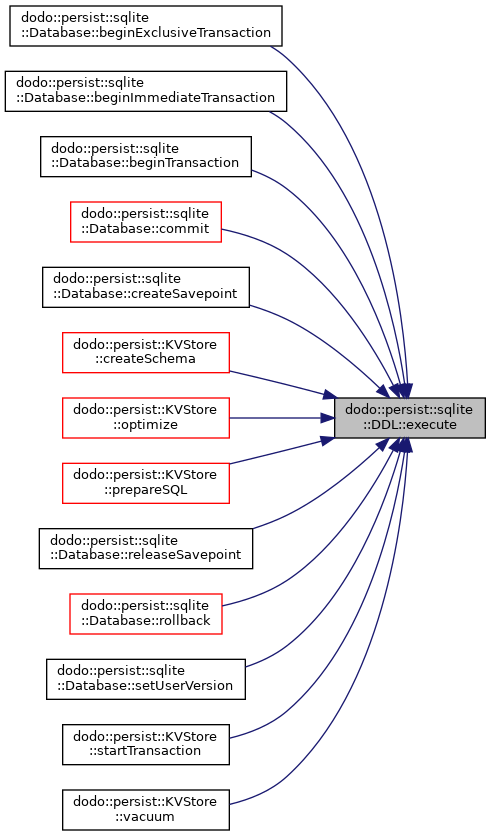 dodo::persist::sqlite
::Database::beginExclusiveTransaction
dodo::persist::sqlite
::Database::beginImmediateTransaction
dodo::persist::sqlite
::Database::beginTransaction
dodo::persist::sqlite
::Database::commit
dodo::persist::sqlite
::Database::createSavepoint
dodo::persist::KVStore
::createSchema
dodo::persist::KVStore
::optimize
dodo::persist::KVStore
::prepareSQL
dodo::persist::sqlite
::Database::releaseSavepoint
dodo::persist::sqlite
::Database::rollback
dodo::persist::sqlite
::Database::setUserVersion
dodo::persist::KVStore
::startTransaction
dodo::persist::KVStore
::vacuum
dodo::persist::sqlite
::DDL::execute